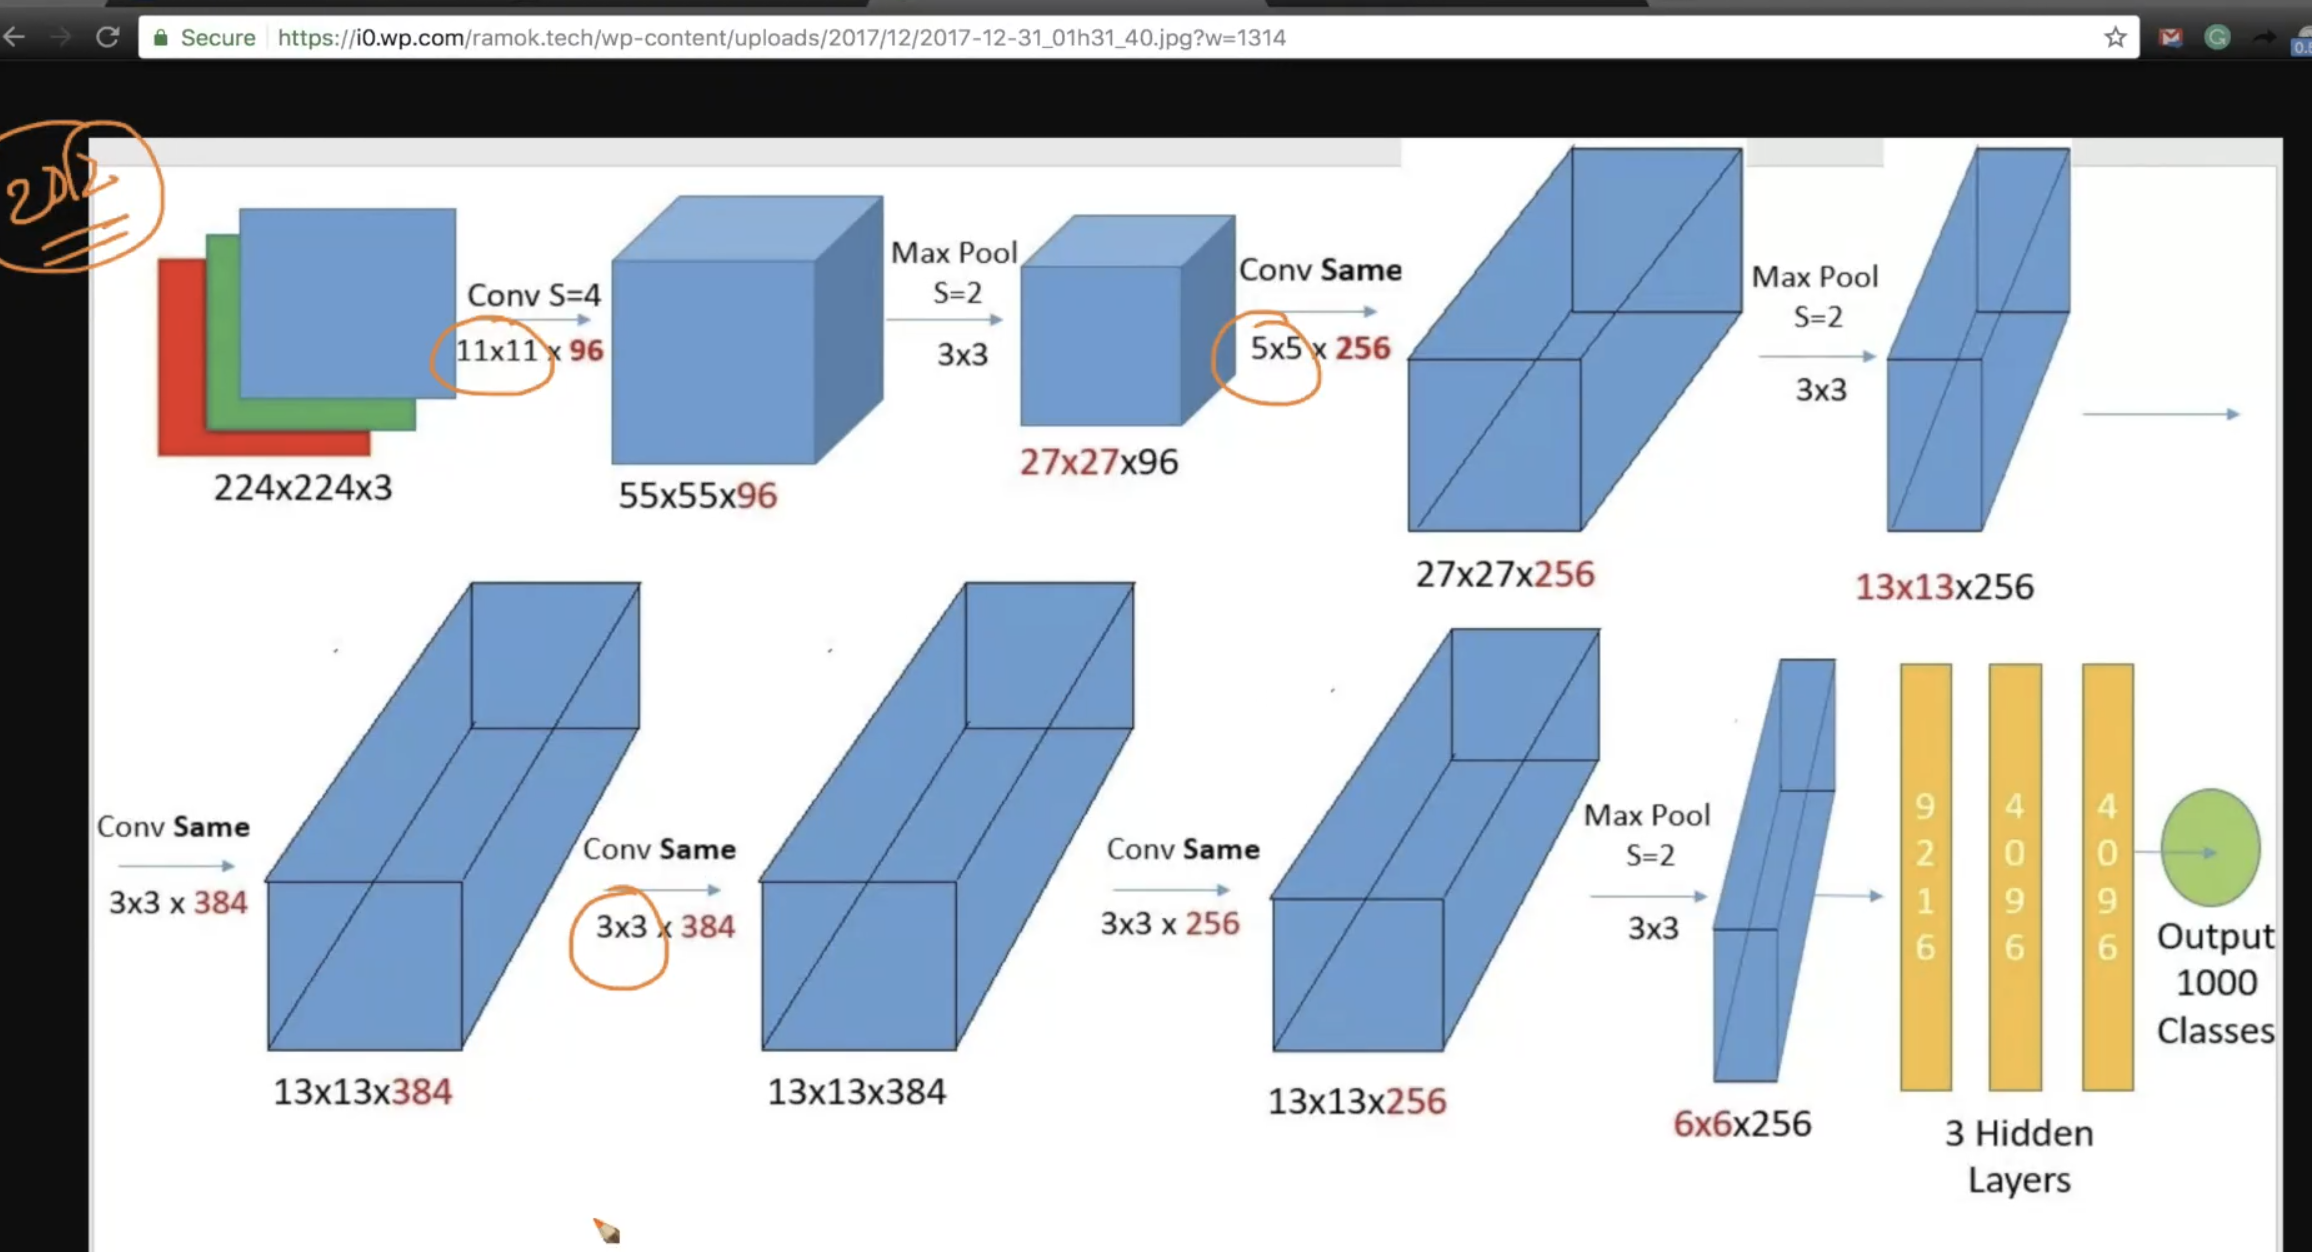 Secure https://i0.wp.com/ramok.tech/wp-content/uploads/2017/12/2017-12-31_01h31_40.jpg?w=1314
2012
Conv S=4
11x11 x 96
224x224x3
55x55x96
Max Pool
S=2
3x3
27x27x96
Conv Same
5x5 x 256
27x27x256
Max Pool
S=2
3x3
13x13x256
Conv Same
3x3 x 384
13x13x384
Conv Same
3x3 x 384
13x13x384
Conv Same
3x3 x 256
13x13x256
Max Pool
S=2
3x3
6x6x256
9216
4096
4096
3 Hidden
Layers
Output
1000
Classes